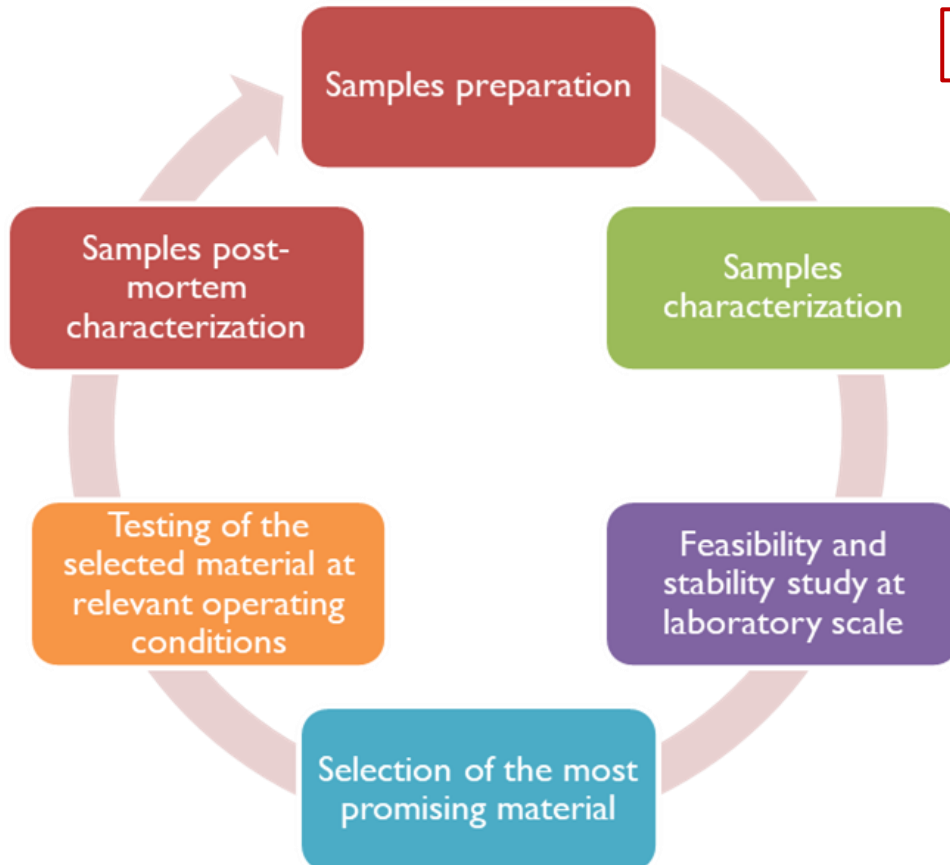 Samples preparation
Samples
characterization
Feasibility and
stability study at
laboratory scale
Selection of the most
promising material
Testing of the
selected material at
relevant operating
conditions
Samples post-
mortem
characterization